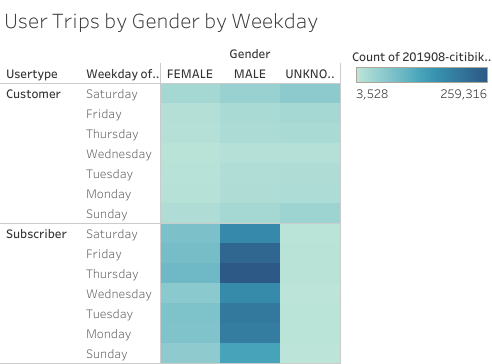 User Trips by Gender by Weekday
Gender
Count of 201908-citibik..
Usertype Weekday of.. FEMALE MALE UNKNO..
3,528 259,316
Customer Saturday
Friday
Thursday
Wednesday
Tuesday
Monday
Sunday
Subscriber Saturday
Friday
Thursday
Wednesday
Tuesday
Monday
Sunday